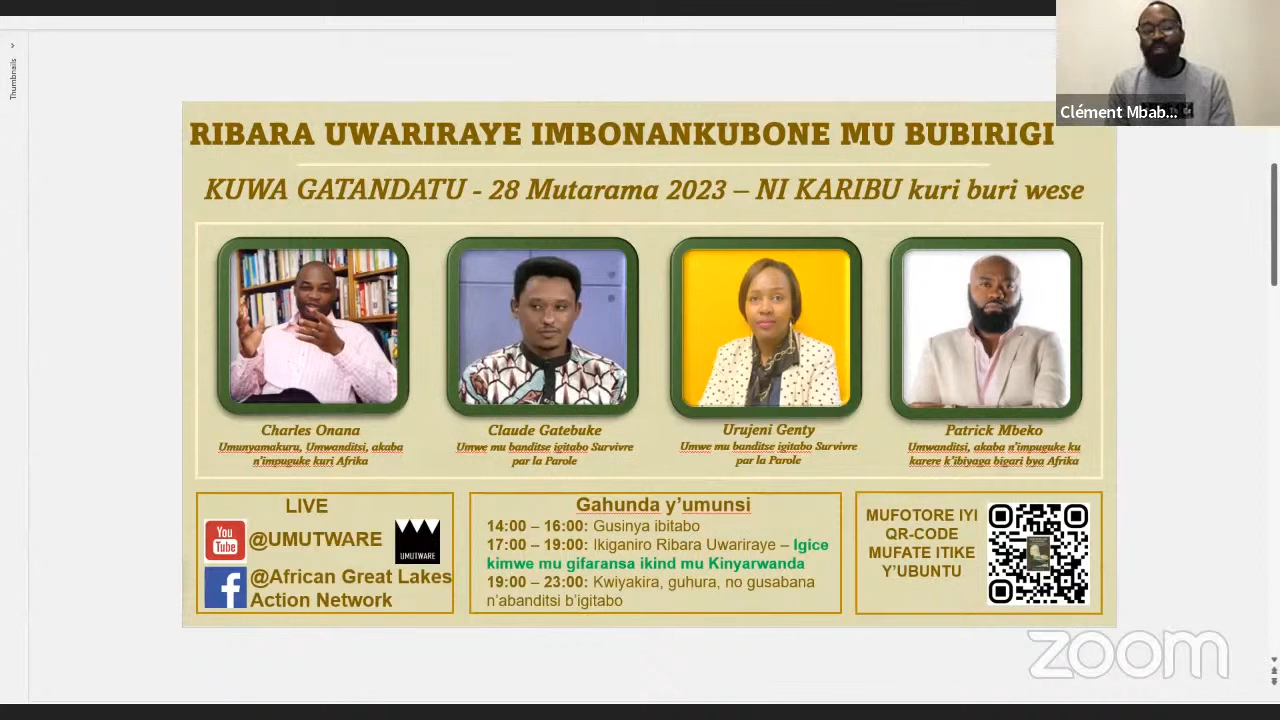 Thumbnails
Clément Mbab...
RIBARA UWARIRAYE IMBONANKUBONE MU BUBIRIGI
KUWA GATANDATU - 28 Mutarama 2023 – NI KARIBU kuri buri wese
Charles Onana
Umunyamakuru, Umwanditsi, akaba
n'impuguke kuri Afrika
Claude Gatebuke
Umwe mu banditse igitabo Survivre
par la Parole
Urujeni Genty
Umwe mu banditse igitabo Survivre
par la Parole
Patrick Mbeko
Umwanditsi, akaba n'impuguke ku
karere k'ibiyaga bigari bya Afrika
LIVE
You
Tube
@UMUTWARE
UMUTWARE
@African Great Lakes
Action Network
Gahunda y'umunsi
14:00 – 16:00: Gusinya ibitabo
17:00 – 19:00: Ikiganiro Ribara Uwariraye – Igice
kimwe mu gifaransa ikind mu Kinyarwanda
19:00 – 23:00: Kwiyakira, guhura, no gusabana
n'abanditsi b'igitabo
MUFOTORE IYI
QR-CODE
MUFATE ITIKE
Y'UBUNTU
zoom